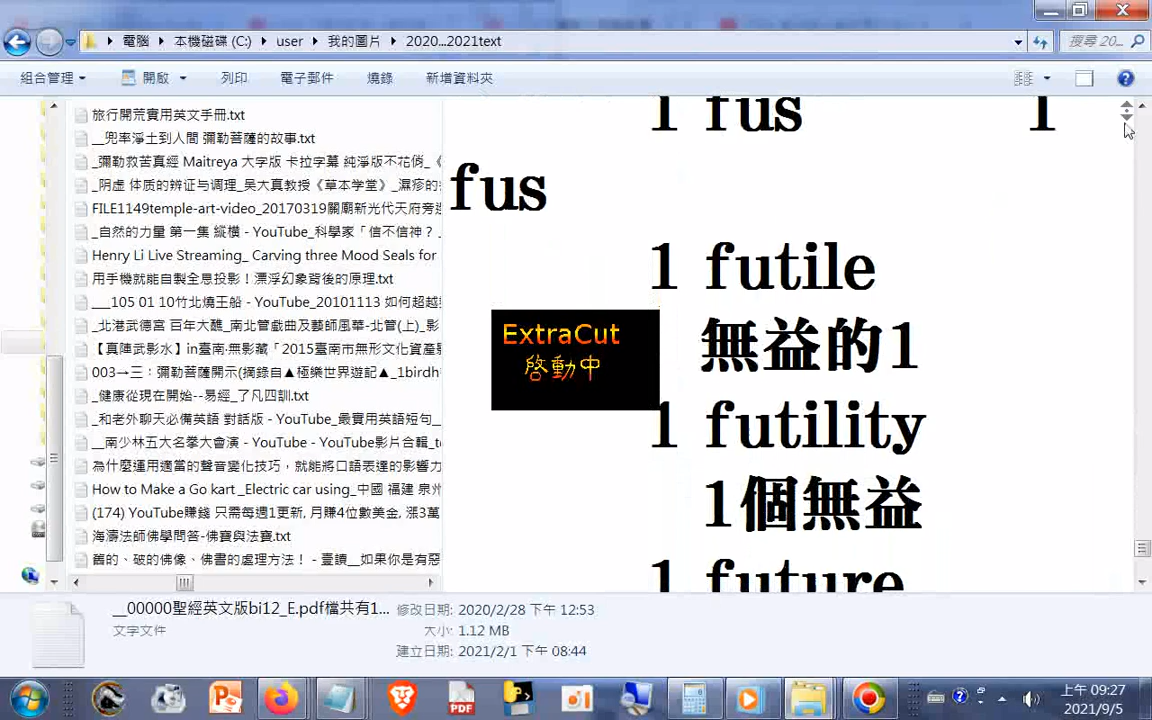 電腦 ▸ 本機磁碟 (C:) ▸ user ▸ 我的圖片 ▸ 2020...2021text
搜尋 20...
組合管理 開啟 列印 電子郵件 燒錄 新增資料夾
旅行開荒實用英文手冊.txt
__兜率淨土到人間 彌勒菩薩的故事.txt
_彌勒救苦真經 Maitreya 大字版 卡拉字幕 純淨版不花俏_《
_阴虚 体质的辨证与调理_吴大真教授《草本学堂》_濕疹的
FILE1149temple-art-video_20170319關廟新光代天府旁
_自然的力量 第一集 縱橫 - YouTube_科學家「信不信神？」
Henry Li Live Streaming_ Carving three Mood Seals for
用手機就能自製全息投影！漂浮幻象背後的原理.txt
___105 01 10竹北燒王船 - YouTube_20101113 如何超越
_北港武德宮 百年大醮_南北管戲曲及藝師風華-北管(上)_影
【真陣武影水】in臺南·無影藏「2015臺南市無形文化資產
003→三：彌勒菩薩開示(摘錄自▲極樂世界遊記▲_1birdh
_健康從現在開始--易經_了凡四訓.txt
_和老外聊天必備英語 對話版 - YouTube_最實用英語短句_
__南少林五大名拳大會演 - YouTube - YouTube影片合輯_t
為什麼運用適當的聲音變化技巧，就能將口語表達的影響力
How to Make a Go kart _Electric car using_中國 福建 泉州
(174) YouTube賺錢 只需每週1更新, 月賺4位數美金, 漲3萬
海濤法師佛學問答-佛寶與法寶.txt
舊的、破的佛像、佛書的處理方法！ - 壹讀__如果你是有惡
1 fus 1
fus
1 futile
無益的1
1 futility
1個無益
1 future
ExtraCut
啓動中
__00000聖經英文版bi12_E.pdf檔共有1... 修改日期: 2020/2/28 下午 12:53
文字文件 大小: 1.12 MB
建立日期: 2021/2/1 下午 08:44
PDF
上午 09:27
2021/9/5